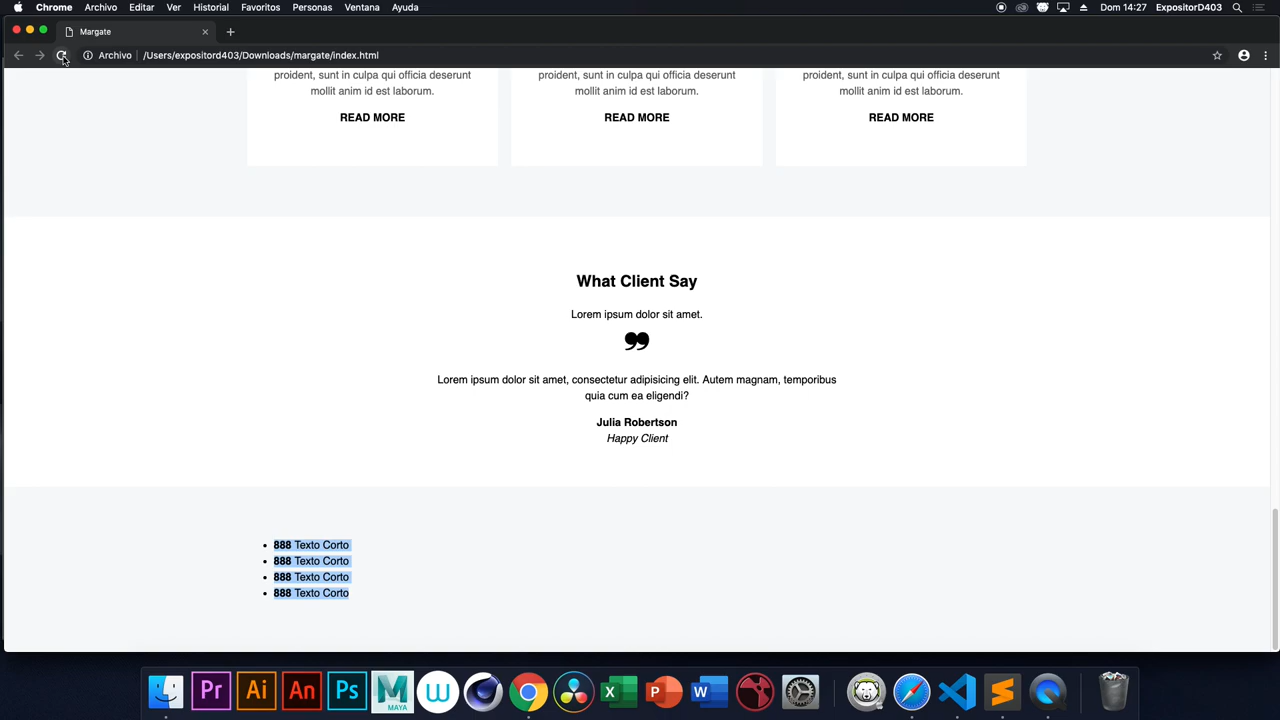 Chrome Archivo Editar Ver Historial Favoritos Personas Ventana Ayuda Dom 14:27 ExpositorD403
Margate
Archivo /Users/expositord403/Downloads/margate/index.html
proident, sunt in culpa qui officia deserunt proident, sunt in culpa qui officia deserunt proident, sunt in culpa qui officia deserunt
mollit anim id est laborum. mollit anim id est laborum. mollit anim id est laborum.
READ MORE READ MORE READ MORE
What Client Say
Lorem ipsum dolor sit amet.
Lorem ipsum dolor sit amet, consectetur adipisicing elit. Autem magnam, temporibus
quia cum ea eligendi?
Julia Robertson
Happy Client
888 Texto Corto
888 Texto Corto
888 Texto Corto
888 Texto Corto
Pr Ai An Ps MAYA X P W